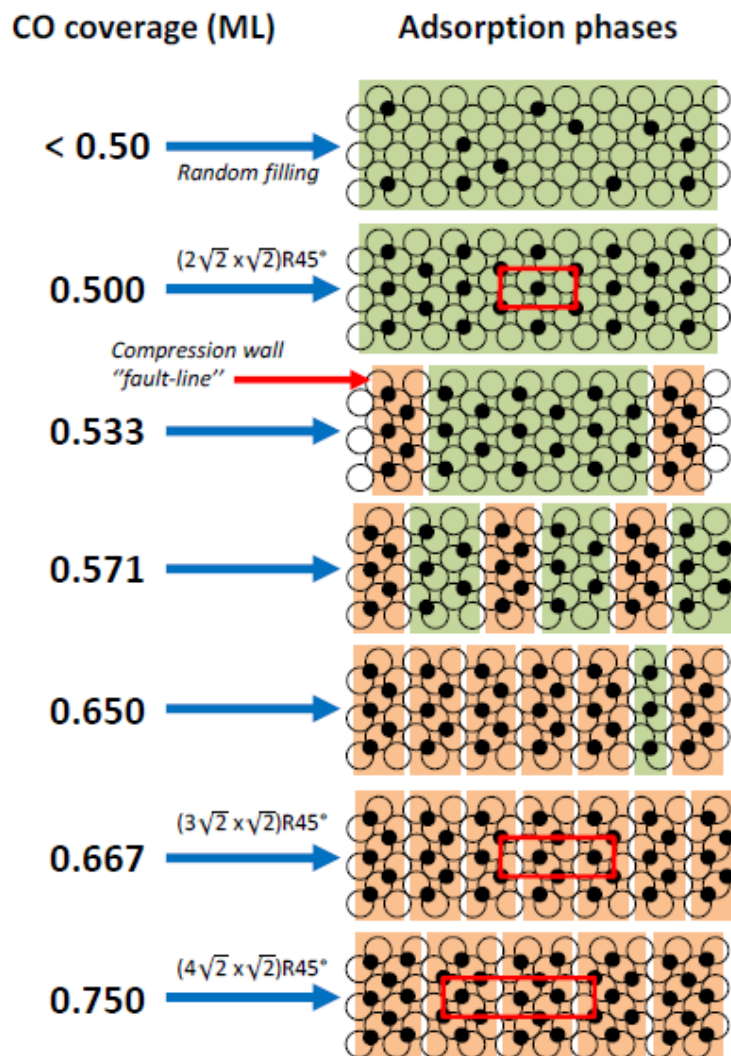 CO coverage (ML) Adsorption phases
< 0.50
Random filling
(2√2 x√2)R45°
0.500
Compression wall
‘‘fault-line’’
0.533
0.571
0.650
(3√2 x√2)R45°
0.667
(4√2 x√2)R45°
0.750